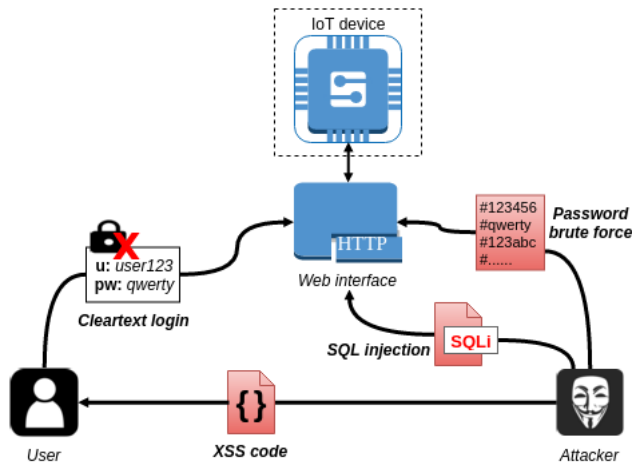 IoT device
#123456
#qwerty
#123abc
#......
Password
brute force
HTTP
Web interface
X
u: user123
pw: qwerty
Cleartext login
SQL injection
SQLi
{}
XSS code
User
Attacker